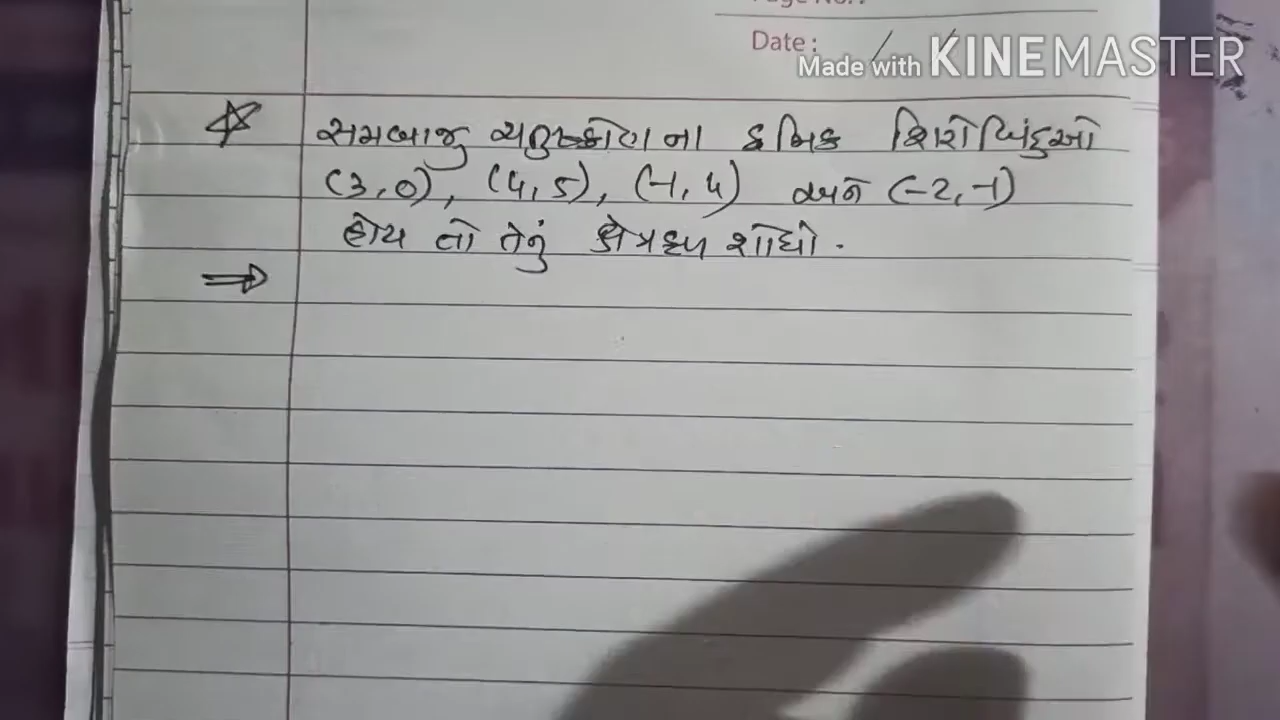 Date : / /
Made with KINEMASTER
સમબાજુ ચતુષ્કોણના ક્રમિક શિરોબિંદુઓ
(3,0), (4,5), (-1,4) અને (-2,-1)
હોય તો તેનું ક્ષેત્રફળ શોધો.